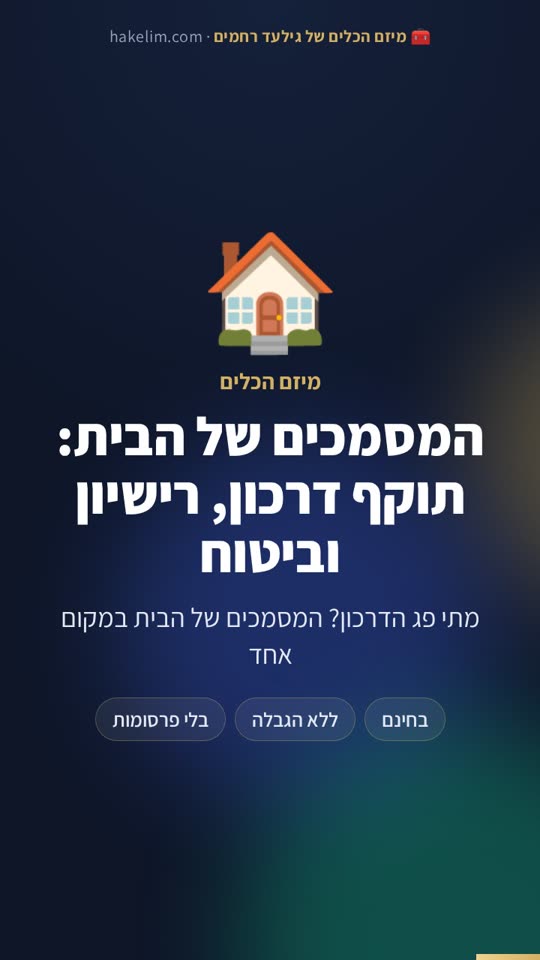 🧰 מיזם הכלים של גילעד רחמים · hakelim.com
מיזם הכלים
המסמכים של הבית:
תוקף דרכון, רישיון
וביטוח
מתי פג הדרכון? המסמכים של הבית במקום
אחד
בחינם
ללא הגבלה
בלי פרסומות